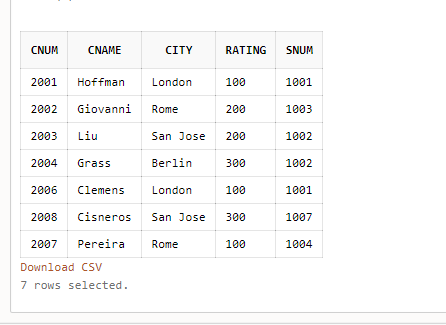 CNUM CNAME CITY RATING SNUM
2001 Hoffman London 100 1001
2002 Giovanni Rome 200 1003
2003 Liu San Jose 200 1002
2004 Grass Berlin 300 1002
2006 Clemens London 100 1001
2008 Cisneros San Jose 300 1007
2007 Pereira Rome 100 1004
Download CSV
7 rows selected.